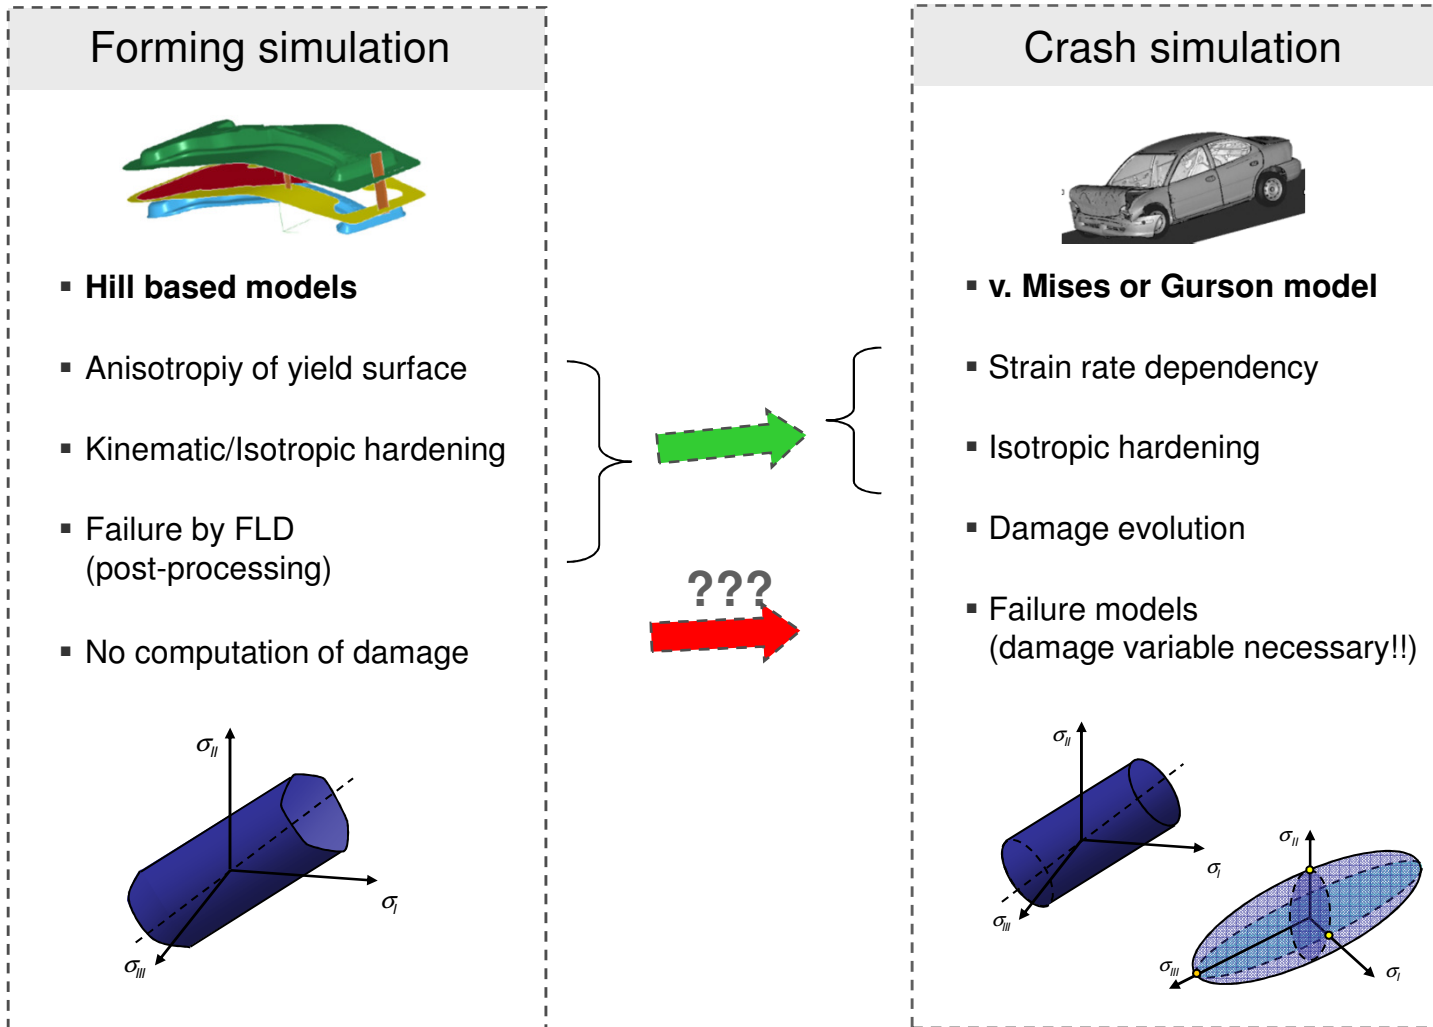 Forming simulation
▪ Hill based models
▪ Anisotropiy of yield surface
▪ Kinematic/Isotropic hardening
▪ Failure by FLD
(post-processing)
▪ No computation of damage
σII
σI
σIII
???
Crash simulation
▪ v. Mises or Gurson model
▪ Strain rate dependency
▪ Isotropic hardening
▪ Damage evolution
▪ Failure models
(damage variable necessary!!)
σII
σI
σIII
σII
σIII
σI